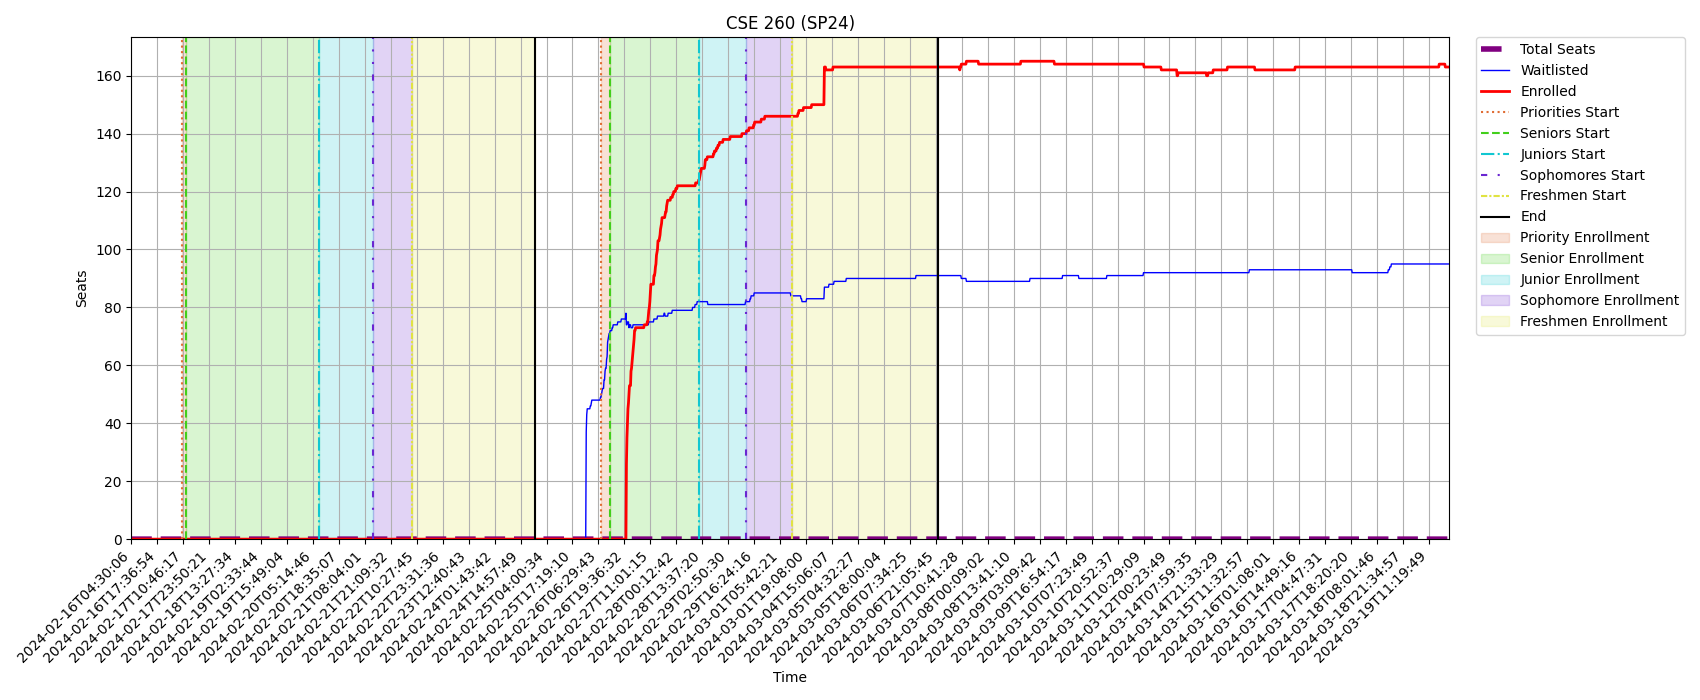 CSE 260 (SP24)
Seats
160
140
120
100
80
60
40
20
0
2024-02-16T04:30:06
2024-02-16T17:36:54
2024-02-17T10:46:17
2024-02-17T23:50:21
2024-02-18T13:27:34
2024-02-19T02:33:44
2024-02-19T15:49:04
2024-02-20T05:14:46
2024-02-20T18:35:07
2024-02-21T08:04:01
2024-02-21T21:09:32
2024-02-22T10:27:45
2024-02-22T23:31:36
2024-02-23T12:40:43
2024-02-24T01:43:42
2024-02-24T14:57:49
2024-02-25T04:00:34
2024-02-25T17:19:10
2024-02-26T06:29:43
2024-02-26T19:36:32
2024-02-27T11:01:15
2024-02-28T00:12:42
2024-02-28T13:37:20
2024-02-29T02:50:30
2024-02-29T16:24:16
2024-03-01T05:42:21
2024-03-01T19:08:00
2024-03-04T15:06:07
2024-03-05T04:32:27
2024-03-05T18:00:04
2024-03-06T07:34:25
2024-03-06T21:05:45
2024-03-07T10:41:28
2024-03-08T00:09:02
2024-03-08T13:41:10
2024-03-09T03:09:42
2024-03-09T16:54:17
2024-03-10T07:23:49
2024-03-10T20:52:37
2024-03-11T10:29:09
2024-03-12T00:23:49
2024-03-14T07:59:35
2024-03-14T21:33:29
2024-03-15T11:32:57
2024-03-16T01:08:01
2024-03-16T14:49:16
2024-03-17T04:47:31
2024-03-17T18:20:20
2024-03-18T08:01:46
2024-03-18T21:34:57
2024-03-19T11:19:49
Time
Total Seats
Waitlisted
Enrolled
Priorities Start
Seniors Start
Juniors Start
Sophomores Start
Freshmen Start
End
Priority Enrollment
Senior Enrollment
Junior Enrollment
Sophomore Enrollment
Freshmen Enrollment